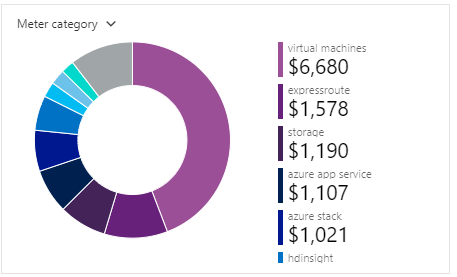 Meter category
virtual machines
$6,680
expressroute
$1,578
storage
$1,190
azure app service
$1,107
azure stack
$1,021
hdinsight